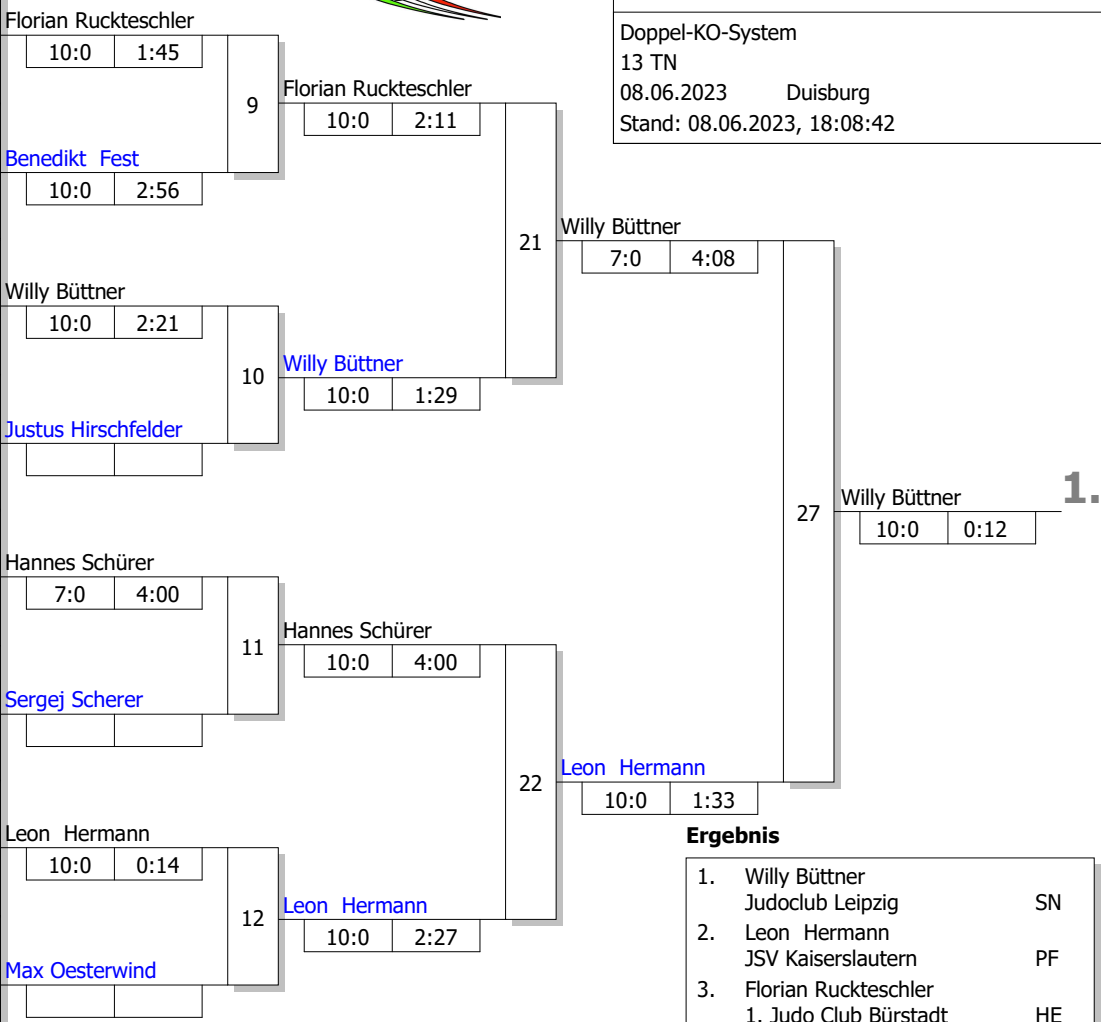 Doppel-KO-System
13 TN
08.06.2023 Duisburg
Stand: 08.06.2023, 18:08:42
Florian Ruckteschler
10:0 1:45
9
Benedikt Fest
10:0 2:56
Florian Ruckteschler
10:0 2:11
21
Willy Büttner
10:0 2:21
10
Justus Hirschfelder
Willy Büttner
10:0 1:29
Willy Büttner
7:0 4:08
27
Willy Büttner
1.
10:0 0:12
Hannes Schürer
7:0 4:00
11
Sergej Scherer
Hannes Schürer
10:0 4:00
22
Leon Hermann
10:0 0:14
12
Max Oesterwind
Leon Hermann
10:0 2:27
Leon Hermann
10:0 1:33
Ergebnis
1. Willy Büttner
Judoclub Leipzig SN
2. Leon Hermann
JSV Kaiserslautern PF
3. Florian Ruckteschler
1. Judo Club Bürstadt HE